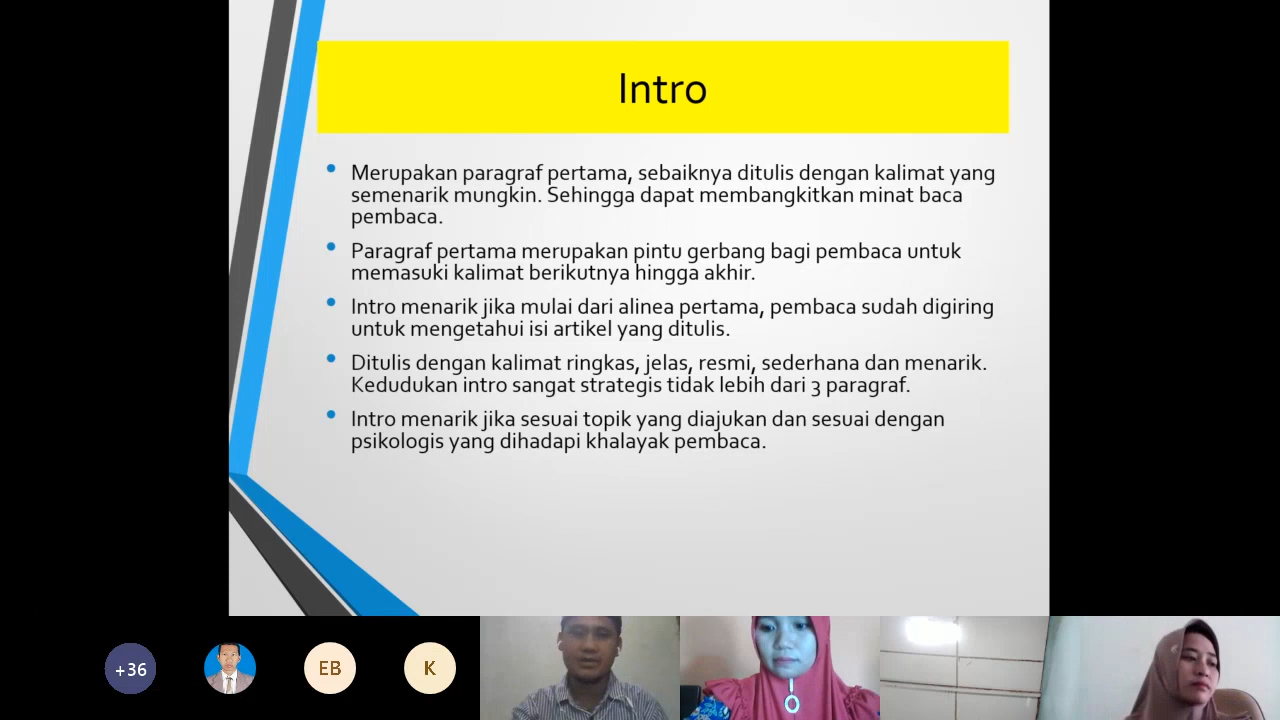 Intro
Merupakan paragraf pertama, sebaiknya ditulis dengan kalimat yang
semenarik mungkin. Sehingga dapat membangkitkan minat baca
pembaca.
Paragraf pertama merupakan pintu gerbang bagi pembaca untuk
memasuki kalimat berikutnya hingga akhir.
Intro menarik jika mulai dari alinea pertama, pembaca sudah digiring
untuk mengetahui isi artikel yang ditulis.
Ditulis dengan kalimat ringkas, jelas, resmi, sederhana dan menarik.
Kedudukan intro sangat strategis tidak lebih dari 3 paragraf.
Intro menarik jika sesuai topik yang diajukan dan sesuai dengan
psikologis yang dihadapi khalayak pembaca.
+36
EB
K